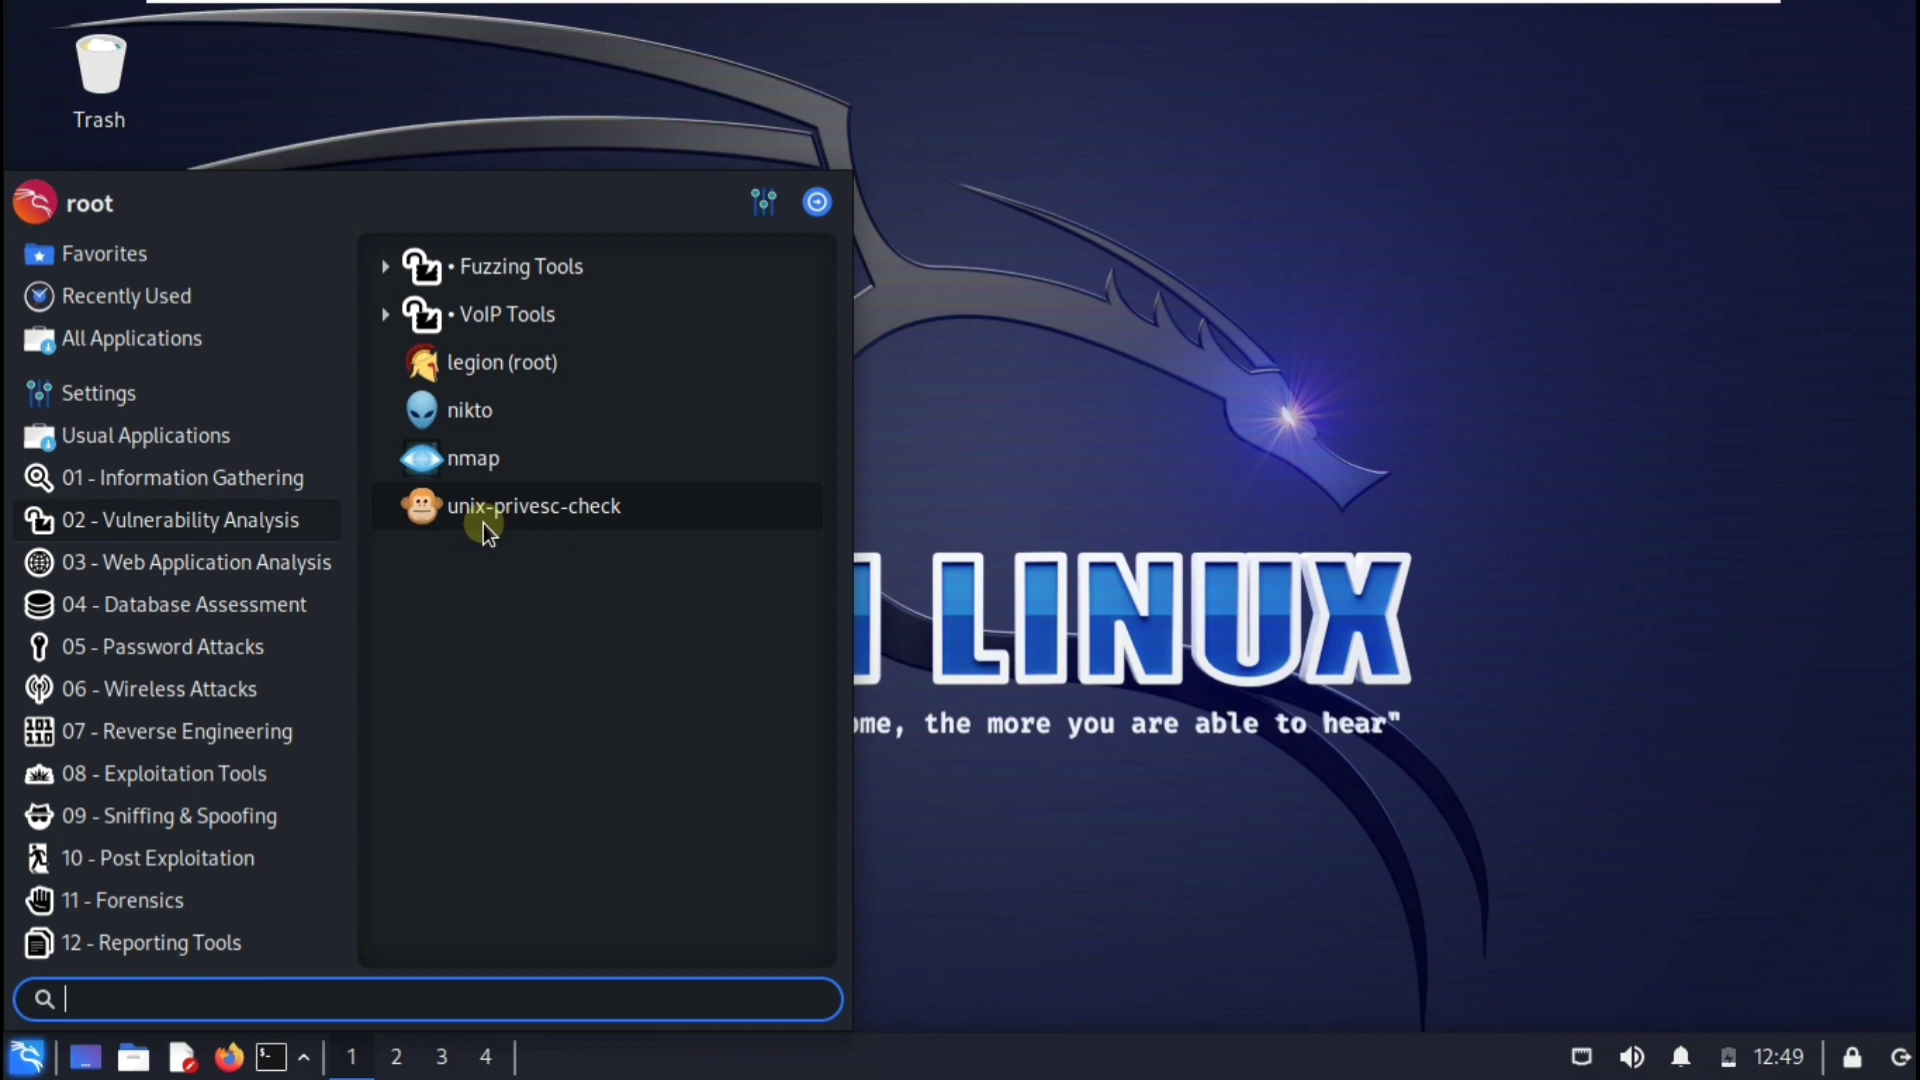 Trash
root
Favorites
Recently Used
All Applications
Settings
Usual Applications
01 - Information Gathering
02 - Vulnerability Analysis
03 - Web Application Analysis
04 - Database Assessment
05 - Password Attacks
06 - Wireless Attacks
07 - Reverse Engineering
08 - Exploitation Tools
09 - Sniffing & Spoofing
10 - Post Exploitation
11 - Forensics
12 - Reporting Tools
• Fuzzing Tools
• VoIP Tools
legion (root)
nikto
nmap
unix-privesc-check
LINUX
, the more you are able to hear"
1 2 3 4
12:49